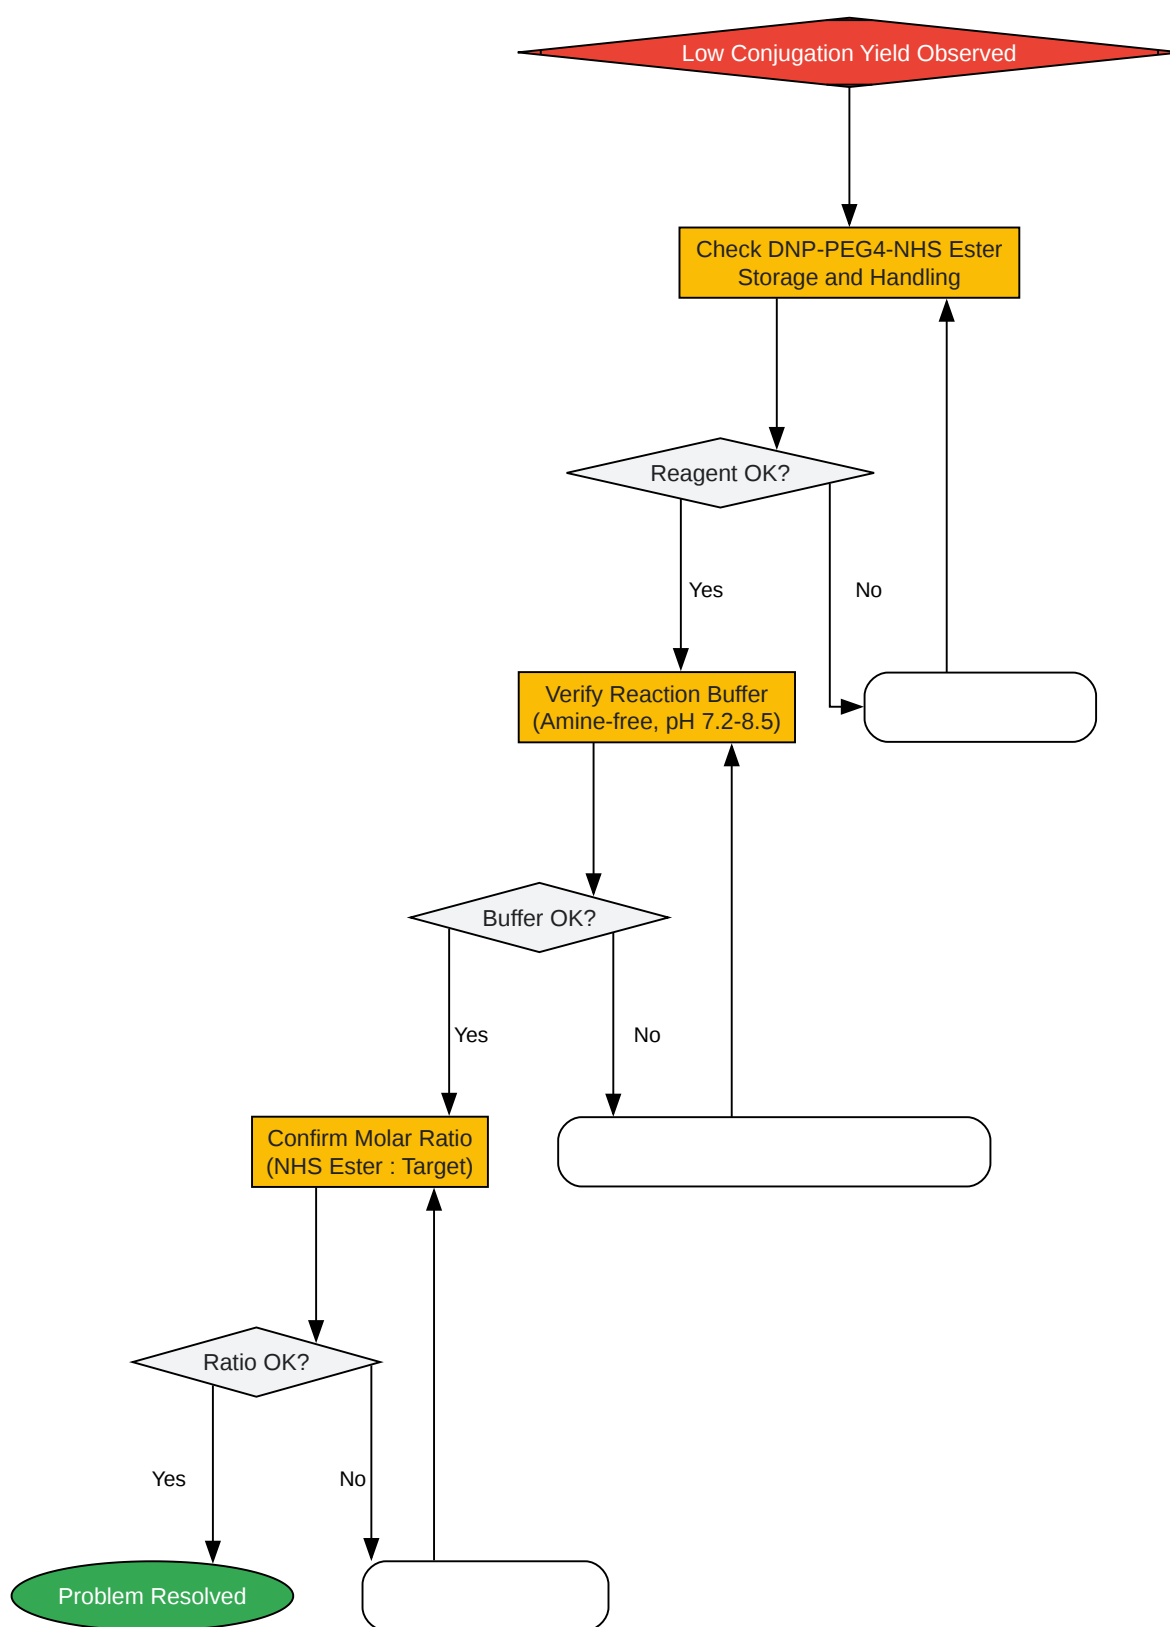 Low Conjugation Yield Observed
Check DNP-PEG4-NHS Ester
Storage and Handling
Reagent OK?
Yes
No
Verify Reaction Buffer
(Amine-free, pH 7.2-8.5)
Buffer OK?
Yes
No
Confirm Molar Ratio
(NHS Ester : Target)
Ratio OK?
Yes
No
Problem Resolved